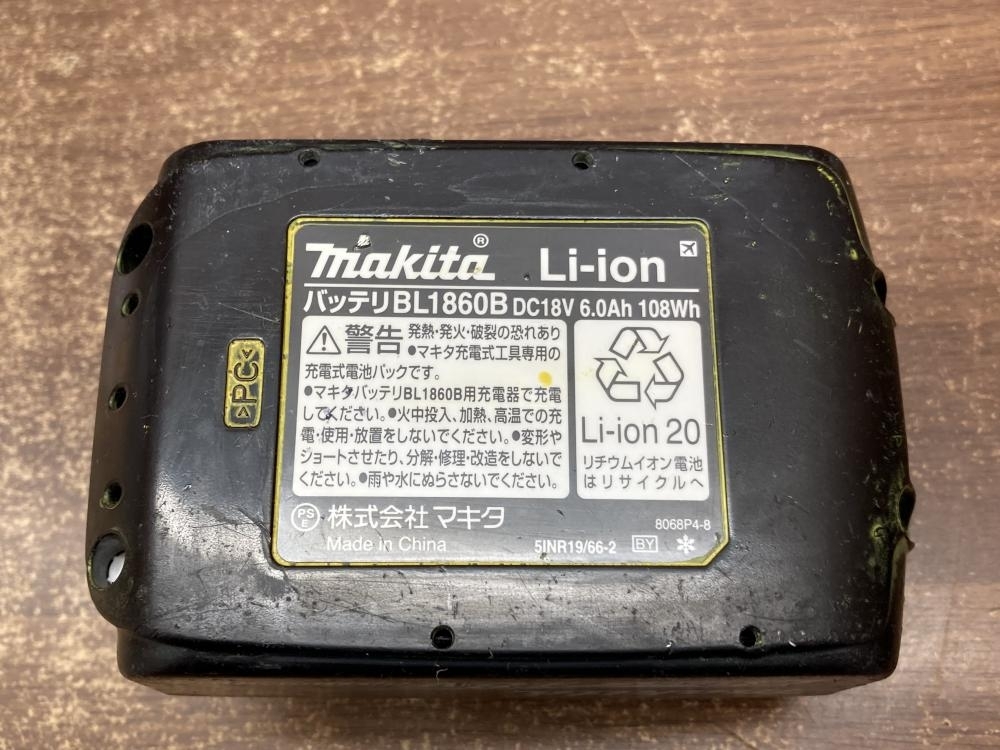 makita® Li-ion
バッテリBL1860B DC18V 6.0Ah 108Wh
警告 発熱・発火・破裂の恐れあり
●マキタ充電式工具専用の
充電式電池パックです。
●マキタバッテリBL1860B用充電器で充電
してください。●火中投入、加熱、高温での充
電・使用・放置をしないでください。●変形や
ショートさせたり、分解・修理・改造をしないで
ください。●雨や水にぬらさないでください。
Li-ion 20
リチウムイオン電池
はリサイクルへ
PSE 株式会社 マキタ
8068P4-8
Made in China
5INR19/66-2 BY
>PC<